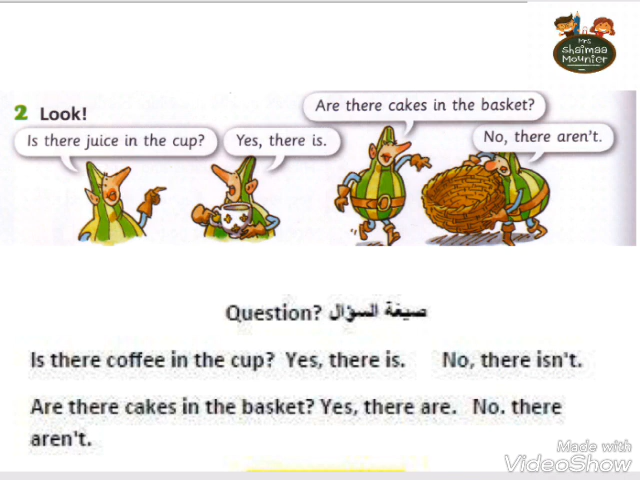 Mrs
Shaimaa
Mounier
2 Look!
Is there juice in the cup?
Yes, there is.
Are there cakes in the basket?
No, there aren't.
Question? صيغة السؤال
Is there coffee in the cup? Yes, there is. No, there isn't.
Are there cakes in the basket? Yes, there are. No. there
aren't.
Made with
VideoShow